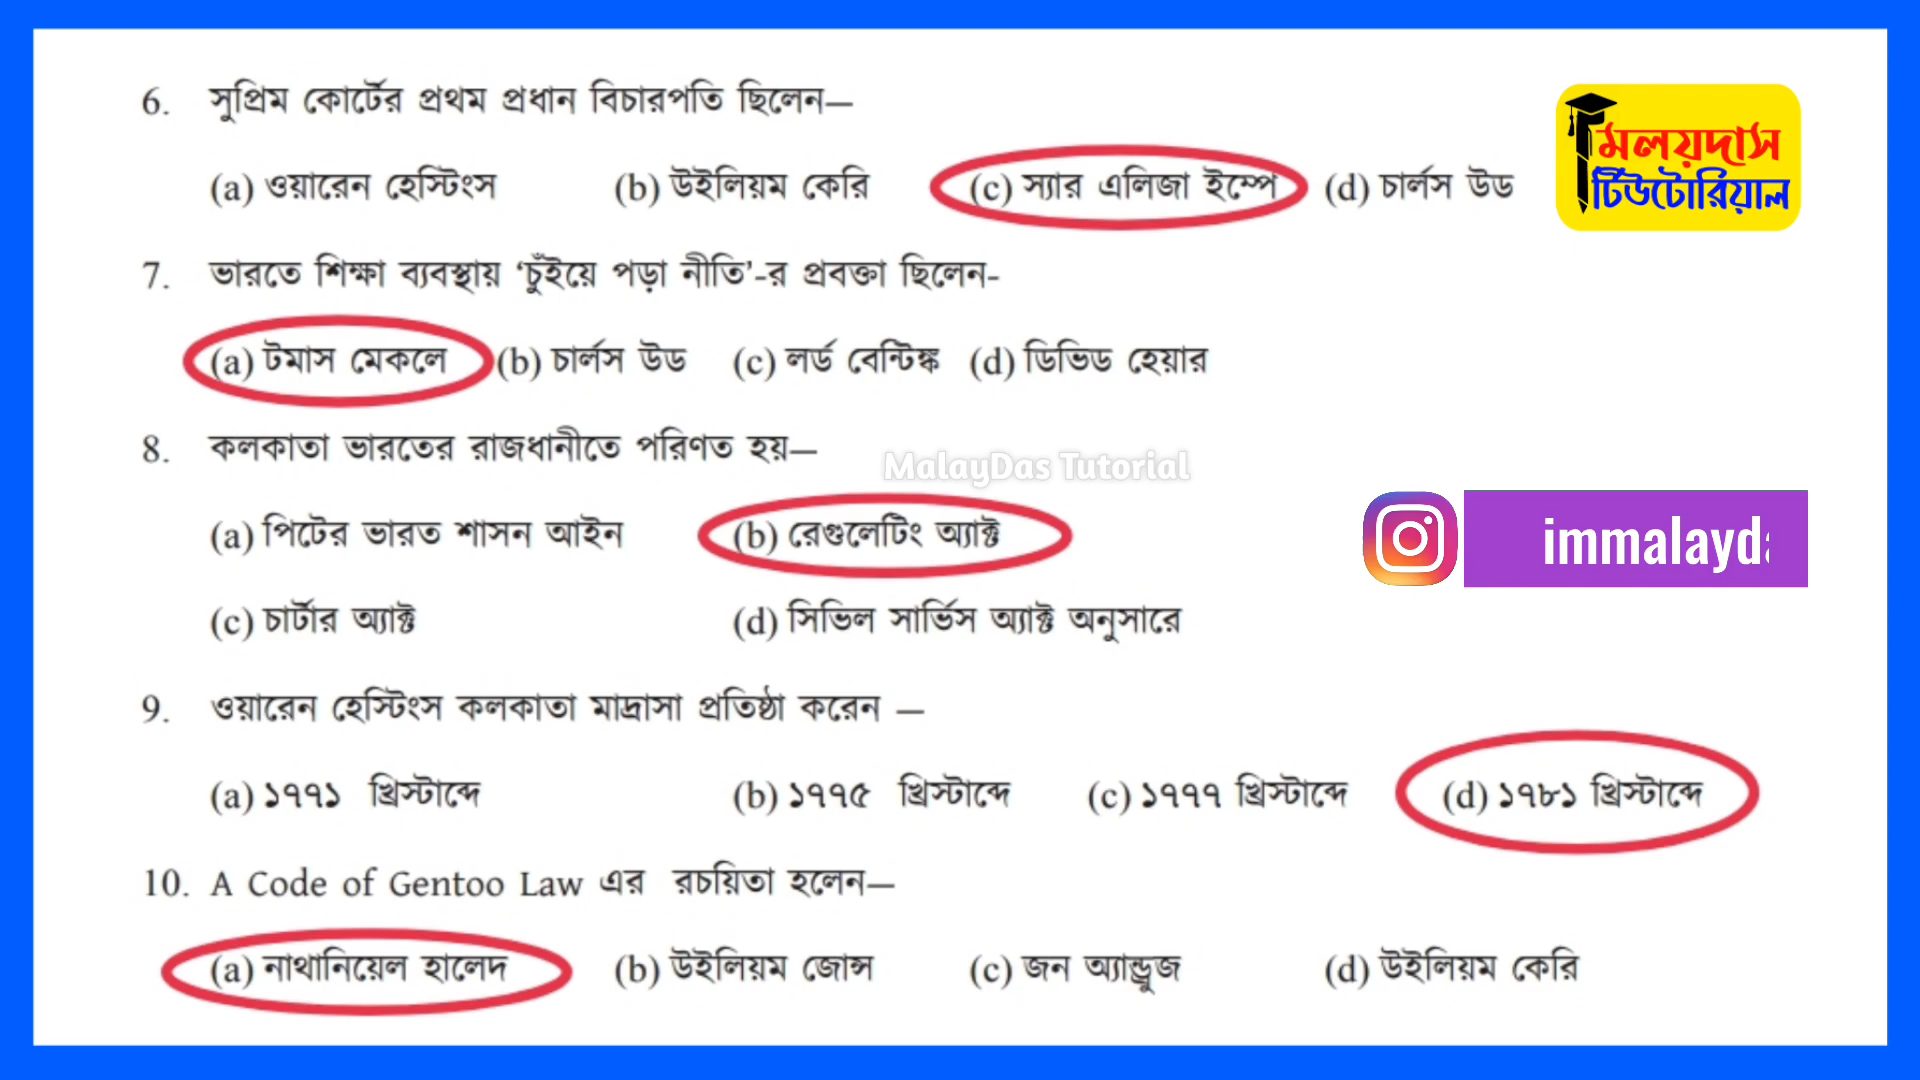 6. সুপ্রিম কোর্টের প্রথম প্রধান বিচারপতি ছিলেন—
(a) ওয়ারেন হেস্টিংস (b) উইলিয়ম কেরি (c) স্যার এলিজা ইম্পে (d) চার্লস উড
মলয়দাস
টিউটোরিয়াল
7. ভারতে শিক্ষা ব্যবস্থায় ‘চুঁইয়ে পড়া নীতি’-র প্রবক্তা ছিলেন-
(a) টমাস মেকলে (b) চার্লস উড (c) লর্ড বেন্টিঙ্ক (d) ডিভিড হেয়ার
8. কলকাতা ভারতের রাজধানীতে পরিণত হয়—
MalayDas Tutorial
(a) পিটের ভারত শাসন আইন (b) রেগুলেটিং অ্যাক্ট
immalayda
(c) চার্টার অ্যাক্ট (d) সিভিল সার্ভিস অ্যাক্ট অনুসারে
9. ওয়ারেন হেস্টিংস কলকাতা মাদ্রাসা প্রতিষ্ঠা করেন —
(a) ১৭৭১ খ্রিস্টাব্দে (b) ১৭৭৫ খ্রিস্টাব্দে (c) ১৭৭৭ খ্রিস্টাব্দে (d) ১৭৮১ খ্রিস্টাব্দে
10. A Code of Gentoo Law এর রচয়িতা হলেন—
(a) নাথানিয়েল হালেদ (b) উইলিয়ম জোন্স (c) জন অ্যান্ড্রুজ (d) উইলিয়ম কেরি